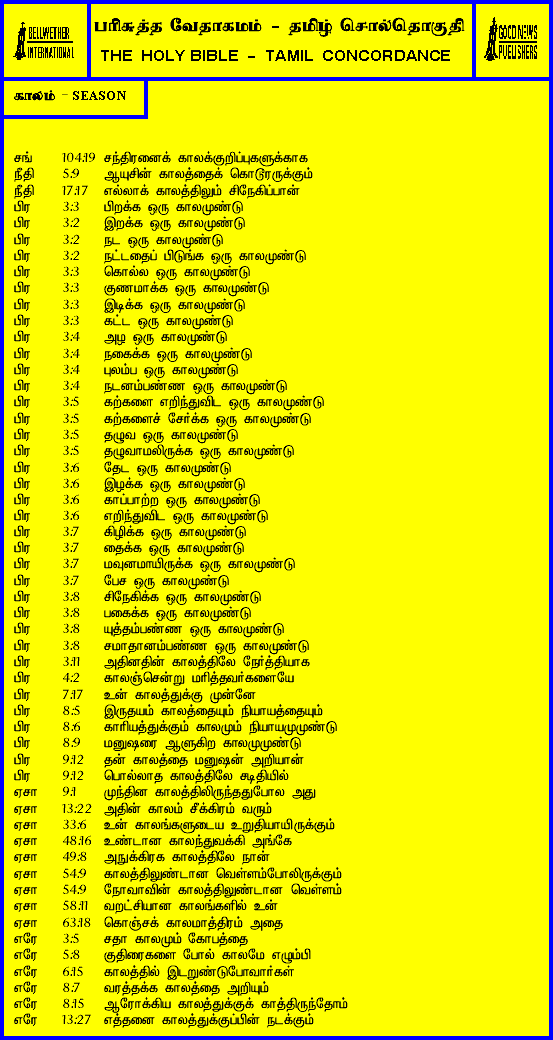 BELLWETHER
INTERNATIONAL
பரிசுத்த வேதாகமம் - தமிழ் சொல்தொகுதி
THE HOLY BIBLE - TAMIL CONCORDANCE
GOOD NEWS
PUBLISHERS
காலம் - SEASON
சங் 104:19 சந்திரனைக் காலக்குறிப்புகளுக்காக
நீதி 5:9 ஆயுசின் காலத்தைக் கொடூரருக்கும்
நீதி 17:17 எல்லாக் காலத்திலும் சிநேகிப்பான்
பிர 3:3 பிறக்க ஒரு காலமுண்டு
பிர 3:2 இறக்க ஒரு காலமுண்டு
பிர 3:2 நட ஒரு காலமுண்டு
பிர 3:2 நட்டதைப் பிடுங்க ஒரு காலமுண்டு
பிர 3:3 கொல்ல ஒரு காலமுண்டு
பிர 3:3 குணமாக்க ஒரு காலமுண்டு
பிர 3:3 இடிக்க ஒரு காலமுண்டு
பிர 3:3 கட்ட ஒரு காலமுண்டு
பிர 3:4 அழ ஒரு காலமுண்டு
பிர 3:4 நகைக்க ஒரு காலமுண்டு
பிர 3:4 புலம்ப ஒரு காலமுண்டு
பிர 3:4 நடனம்பண்ண ஒரு காலமுண்டு
பிர 3:5 கற்களை எறிந்துவிட ஒரு காலமுண்டு
பிர 3:5 கற்களைச் சேர்க்க ஒரு காலமுண்டு
பிர 3:5 தழுவ ஒரு காலமுண்டு
பிர 3:5 தழுவாமலிருக்க ஒரு காலமுண்டு
பிர 3:6 தேட ஒரு காலமுண்டு
பிர 3:6 இழக்க ஒரு காலமுண்டு
பிர 3:6 காப்பாற்ற ஒரு காலமுண்டு
பிர 3:6 எறிந்துவிட ஒரு காலமுண்டு
பிர 3:7 கிழிக்க ஒரு காலமுண்டு
பிர 3:7 தைக்க ஒரு காலமுண்டு
பிர 3:7 மவுனமாயிருக்க ஒரு காலமுண்டு
பிர 3:7 பேச ஒரு காலமுண்டு
பிர 3:8 சிநேகிக்க ஒரு காலமுண்டு
பிர 3:8 பகைக்க ஒரு காலமுண்டு
பிர 3:8 யுத்தம்பண்ண ஒரு காலமுண்டு
பிர 3:8 சமாதானம்பண்ண ஒரு காலமுண்டு
பிர 3:11 அதினதின் காலத்திலே நேர்த்தியாக
பிர 4:2 காலஞ்சென்று மரித்தவர்களையே
பிர 7:17 உன் காலத்துக்கு முன்னே
பிர 8:5 இருதயம் காலத்தையும் நியாயத்தையும்
பிர 8:6 காரியத்துக்கும் காலமும் நியாயமுமுண்டு
பிர 8:9 மனுஷரை ஆளுகிற காலமுமுண்டு
பிர 9:12 தன் காலத்தை மனுஷன் அறியான்
பிர 9:12 பொல்லாத காலத்திலே சடிதியில்
ஏசா 9:1 முந்தின காலத்திலிருந்ததுபோல அது
ஏசா 13:22 அதின் காலம் சீக்கிரம் வரும்
ஏசா 33:6 உன் காலங்களுடைய உறுதியாயிருக்கும்
ஏசா 48:16 உண்டான காலந்துவக்கி அங்கே
ஏசா 49:8 அநுக்கிரக காலத்திலே நான்
ஏசா 54:9 காலத்திலுண்டான வெள்ளம்போலிருக்கும்
ஏசா 54:9 நோவாவின் காலத்திலுண்டான வெள்ளம்
ஏசா 58:11 வறட்சியான காலங்களில் உன்
ஏசா 63:18 கொஞ்சக் காலமாத்திரம் அதை
எரே 3:5 சதா காலமும் கோபத்தை
எரே 5:8 குதிரைகளை போல் காலமே எழும்பி
எரே 6:15 காலத்தில் இடறுண்டுபோவார்கள்
எரே 8:7 வரத்தக்க காலத்தை அறியும்
எரே 8:15 ஆரோக்கிய காலத்துக்குக் காத்திருந்தோம்
எரே 13:27 எத்தனை காலத்துக்குப்பின் நடக்கும்